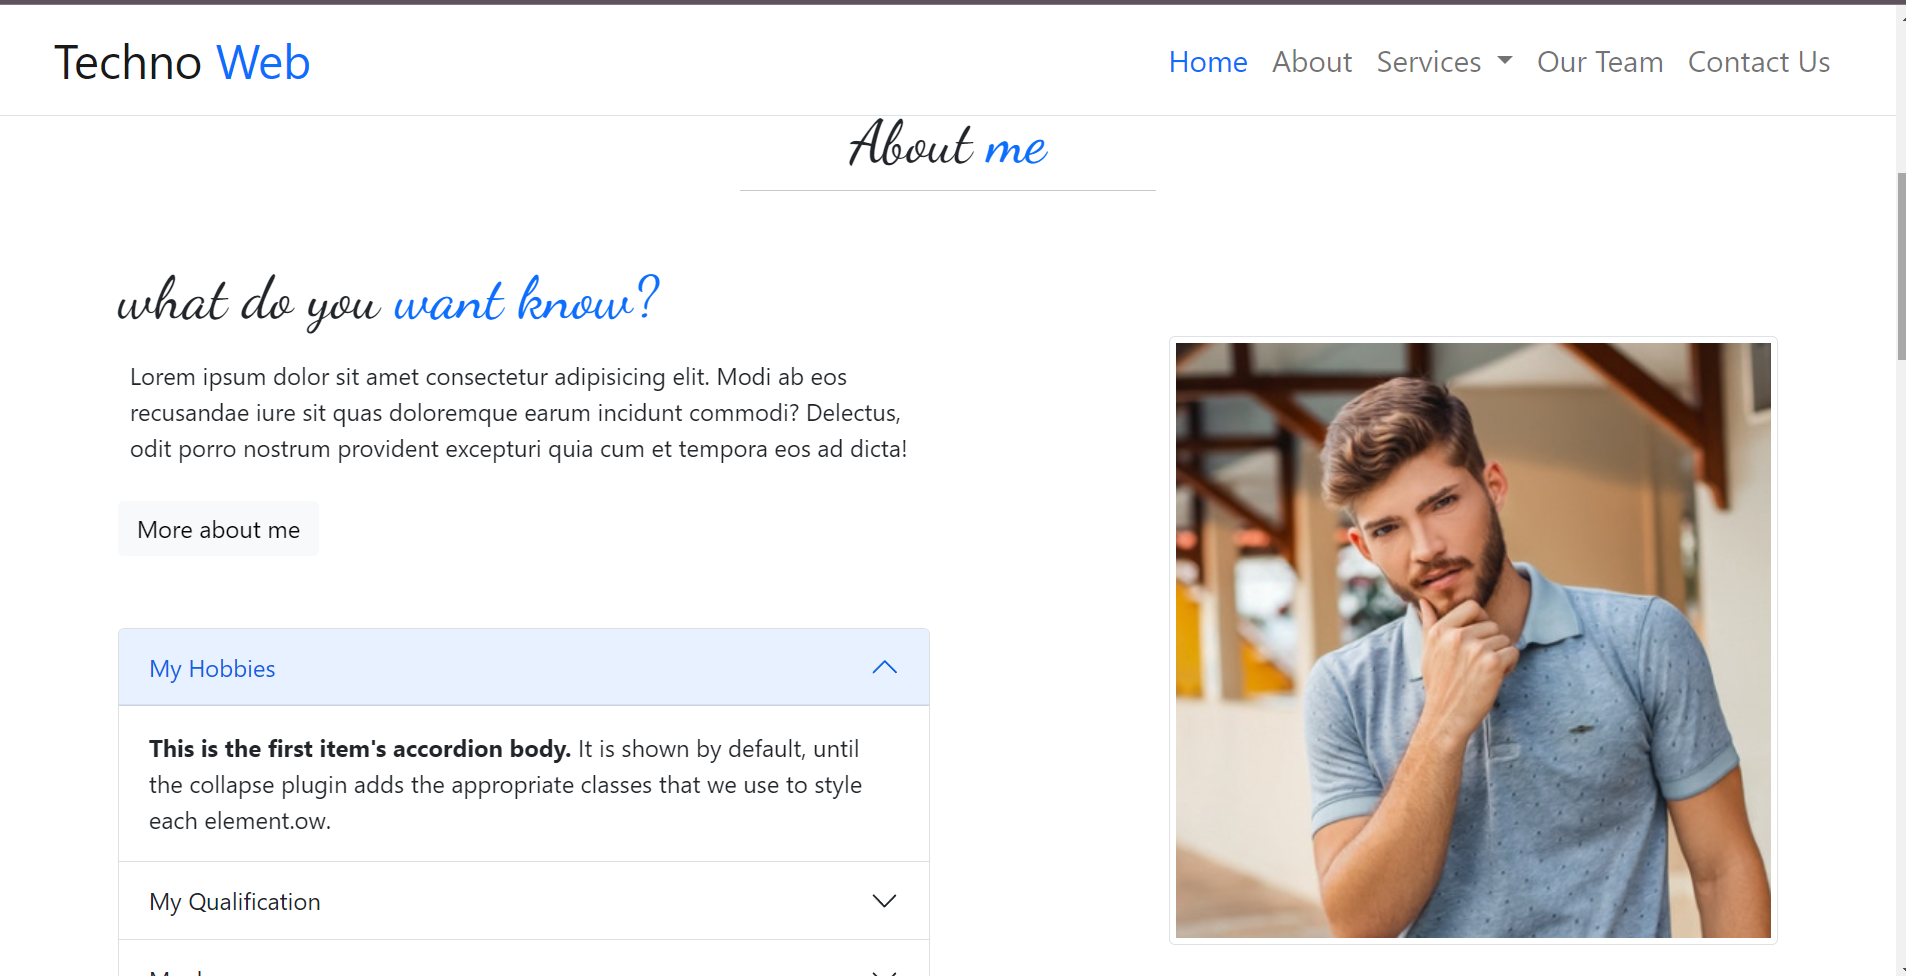 Techno Web
Home About Services Our Team Contact Us
About me
what do you want know?
Lorem ipsum dolor sit amet consectetur adipisicing elit. Modi ab eos
recusandae iure sit quas doloremque earum incidunt commodi? Delectus,
odit porro nostrum provident excepturi quia cum et tempora eos ad dicta!
More about me
My Hobbies
This is the first item's accordion body. It is shown by default, until
the collapse plugin adds the appropriate classes that we use to style
each element.ow.
My Qualification